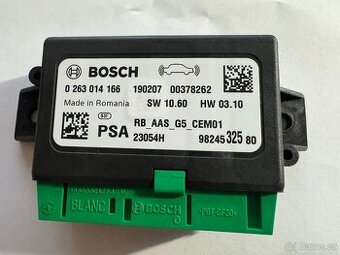 BOSCH
0 263 014 166 190207 00378262
Made in Romania SW 10.60 HW 03.10
RB_AAS_G5_CEM01
PSA 23054H 98245 325 80
BLANC BOSCH